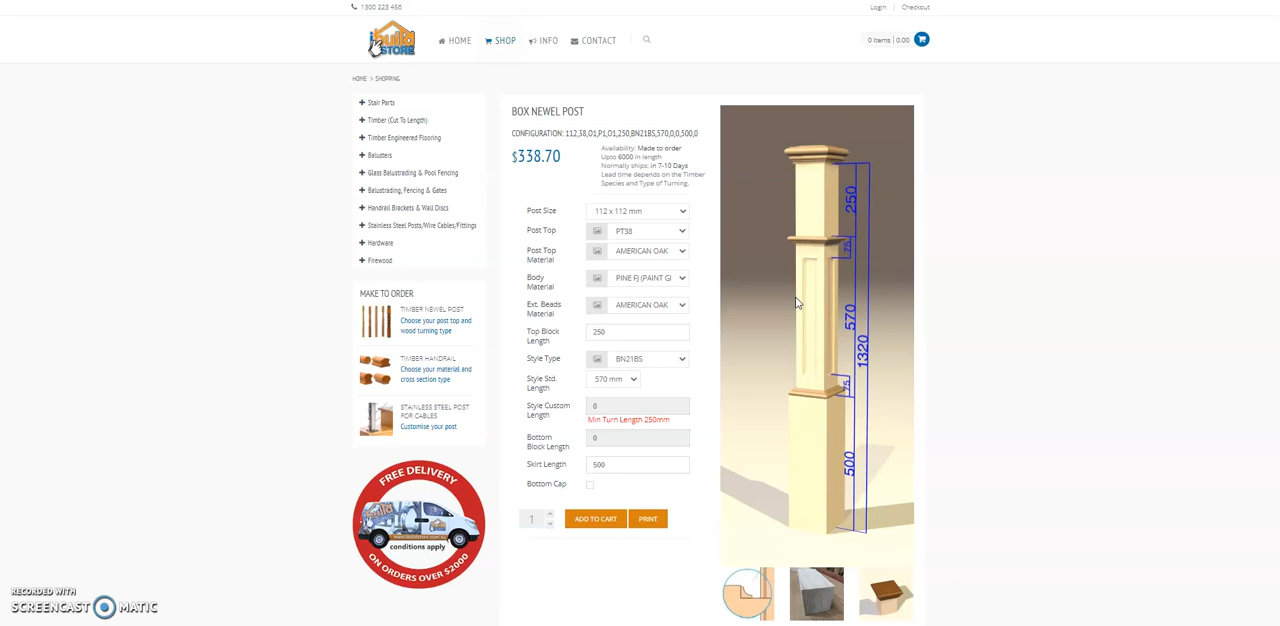 1300 223 456
Login
Checkout
ibuild
STORE
HOME
SHOP
INFO
CONTACT
0 Items | 0.00
HOME > SHOPPING
Stair Parts
Timber (Cut To Length)
Timber Engineered Flooring
Balusters
Glass Balustrading & Pool Fencing
Balustrading, Fencing & Gates
Handrail Brackets & Wall Discs
Stainless Steel Posts/Wire Cables/Fittings
Hardware
Firewood
MAKE TO ORDER
TIMBER NEWEL POST
Choose your post top and
wood turning type
TIMBER HANDRAIL
Choose your material and
cross section type
STAINLESS STEEL POST
FOR CABLES
Customise your post
FREE DELIVERY
conditions apply
ON ORDERS OVER $2000
BOX NEWEL POST
CONFIGURATION: 112,38,O1,P1,O1,250,BN21BS,570,0,0,500,0
$338.70
Availability: Made to order
Upto 6000 in length
Normally ships: in 7-10 Days
Lead time depends on the Timber
Species and Type of Turning.
Post Size
112 x 112 mm
Post Top
PT38
Post Top
Material
AMERICAN OAK
Body
Material
PINE FJ (PAINT G
Ext. Beads
Material
AMERICAN OAK
Top Block
Length
250
Style Type
BN21BS
Style Std.
Length
570 mm
Style Custom
Length
0
Min Turn Length 250mm
Bottom
Block Length
0
Skirt Length
500
Bottom Cap
1
ADD TO CART
PRINT
250
75
570
1320
75
500
RECORDED WITH
SCREENCAST MATIC